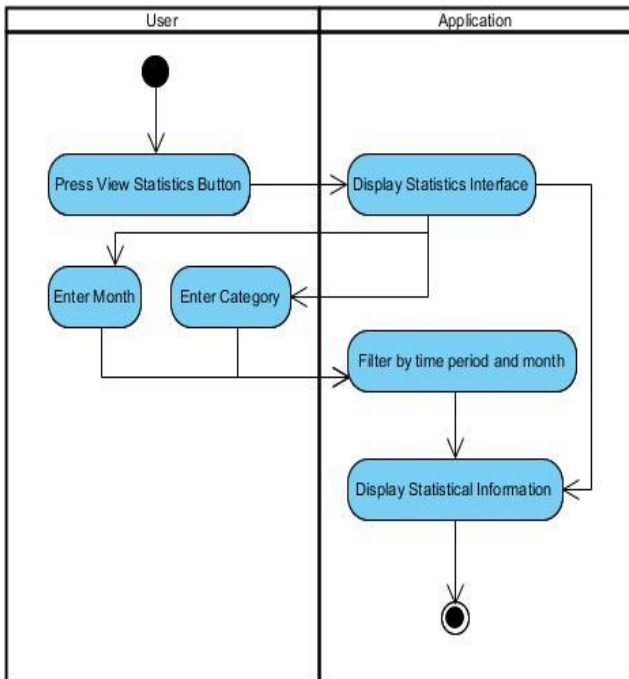 User
Application
Press View Statistics Button
Display Statistics Interface
Enter Month
Enter Category
Filter by time period and month
Display Statistical Information